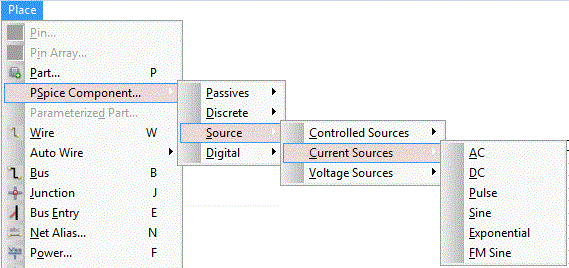 Place
Pin...
Pin Array...
Part... P
PSpice Component...
Parameterized Part...
Wire W
Auto Wire
Bus B
Junction J
Bus Entry E
Net Alias... N
Power... F
Passives
Discrete
Source
Digital
Controlled Sources
Current Sources
Voltage Sources
AC
DC
Pulse
Sine
Exponential
FM Sine